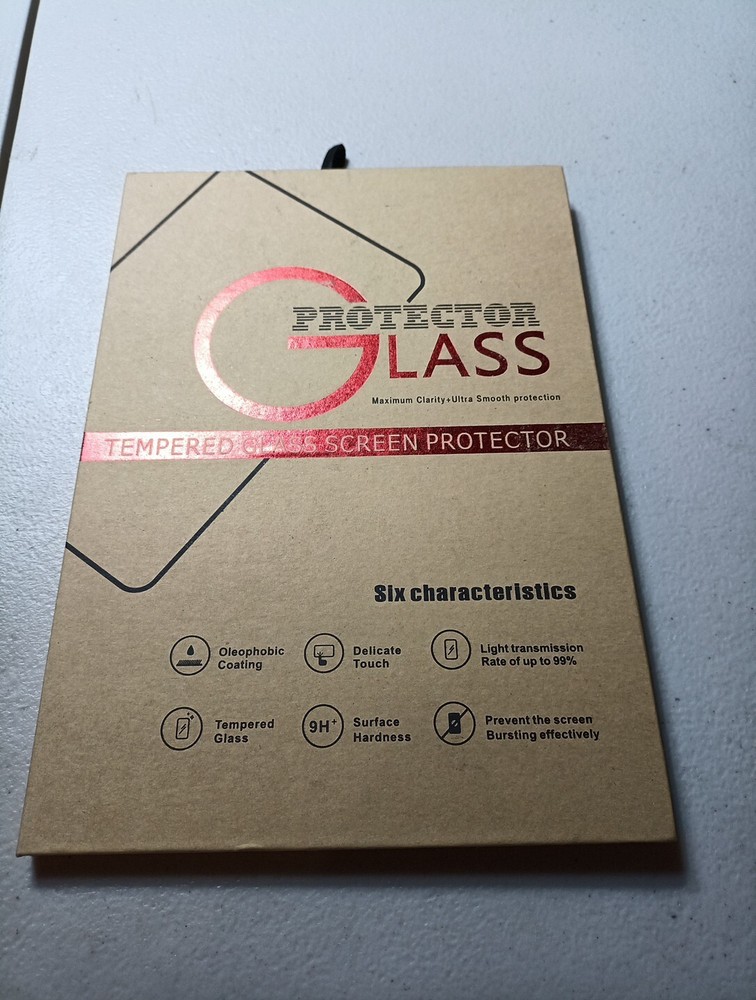 PROTECTOR
GLASS
Maximum Clarity+Ultra Smooth protection
TEMPERED GLASS SCREEN PROTECTOR
Six characteristics
Oleophobic
Coating
Delicate
Touch
Light transmission
Rate of up to 99%
Tempered
Glass
9H+
Surface
Hardness
Prevent the screen
Bursting effectively